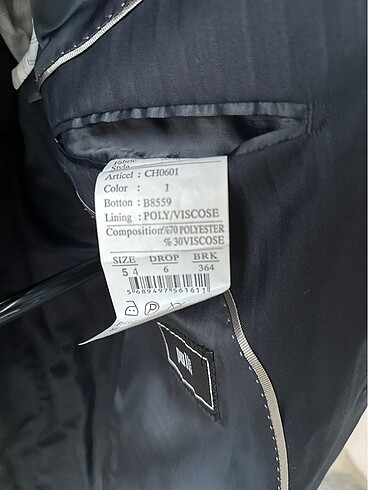 Fabric
Style
Articel : CH0601
Color : 1
Botton : B8559
Lining : POLY/VISCOSE
Composition%70 POLYESTER
%30VISCOSE
SIZE DROP BRK
54 6 364
5689497561611